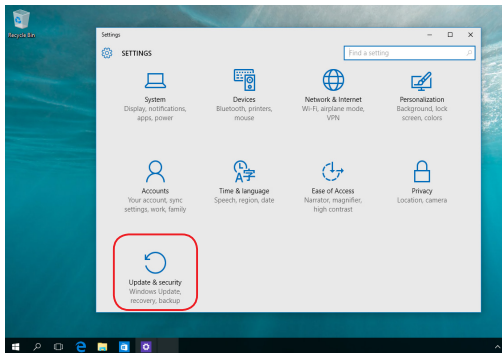 Recycle Bin
Settings
SETTINGS
Find a setting
System
Display, notifications,
apps, power
Devices
Bluetooth, printers,
mouse
Network & Internet
Wi-Fi, airplane mode,
VPN
Personalization
Background, lock
screen, colors
Accounts
Your account, sync
settings, work, family
Time & language
Speech, region, date
Ease of Access
Narrator, magnifier,
high contrast
Privacy
Location, camera
Update & security
Windows Update,
recovery, backup